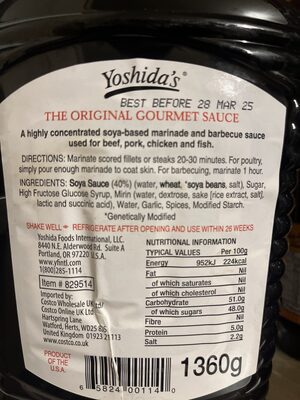 Yoshida's®
BEST BEFORE 28 MAR 25
THE ORIGINAL GOURMET SAUCE
A highly concentrated soya-based marinade and barbecue sauce
used for beef, pork, chicken and fish.
DIRECTIONS: Marinate scored fillets or steaks 20-30 minutes. For poultry,
simply pour enough marinade to coat skin. For barbecuing, marinate 1 hour.
INGREDIENTS: Soya Sauce (40%) (water, wheat, *soya beans, salt), Sugar,
High Fructose Glucose Syrup, Mirin (water, dextrose, sake [rice extract, salt],
lactic and succinic acid), Water, Garlic, Spices, Modified Starch.
*Genetically Modified
SHAKE WELL - REFRIGERATE AFTER OPENING AND USE WITHIN 26 WEEKS
Yoshida Foods International, LLC.
8440 N.E. Alderwood Rd. Suite A
Portland, OR 97220
www.yfintl.com
1(800)285-1114
Item # 829514
Imported by:
Costco Wholesale UK Ltd/
Costco Online UK Ltd
Hartspring Lane
Watford, Herts, WD25 8JS
United Kingdom 01923 213113
www.costco.co.uk
NUTRITIONAL INFORMATION
TYPICAL VALUES Per 100g
Energy 952kJ 224kcal
Fat Nil
of which saturates Nil
of which cholesterol Nil
Carbohydrate 51.0g
of which sugars 48.0g
Fibre Nil
Protein 5.0g
Salt 2.2g
PRODUCT
OF THE
U.S.A.
6 5824 00114 0
1360g